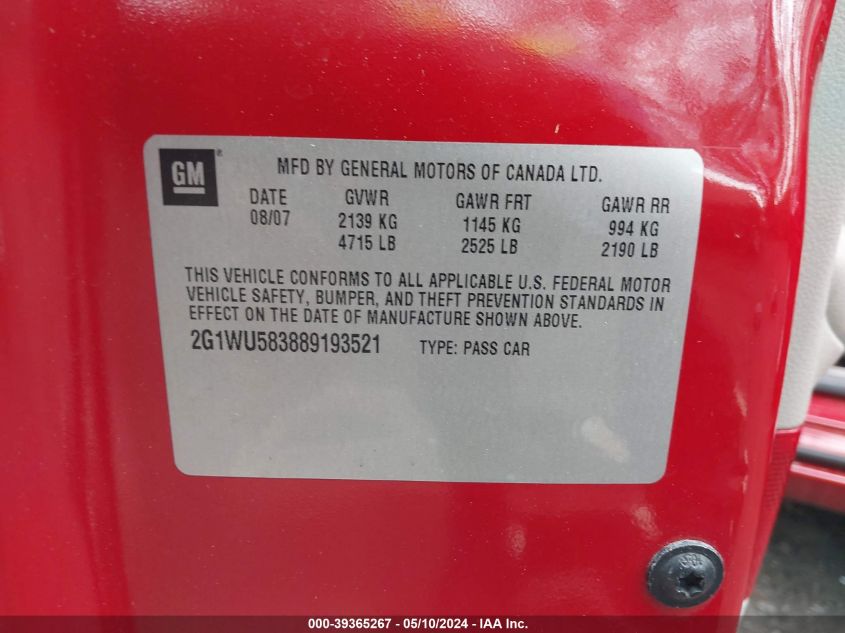 GM ®
MFD BY GENERAL MOTORS OF CANADA LTD.
DATE GVWR GAWR FRT GAWR RR
08/07 2139 KG 1145 KG 994 KG
4715 LB 2525 LB 2190 LB
THIS VEHICLE CONFORMS TO ALL APPLICABLE U.S. FEDERAL MOTOR
VEHICLE SAFETY, BUMPER, AND THEFT PREVENTION STANDARDS IN
EFFECT ON THE DATE OF MANUFACTURE SHOWN ABOVE.
2G1WU583889193521 TYPE: PASS CAR
000-39365267 - 05/10/2024 - IAA Inc.